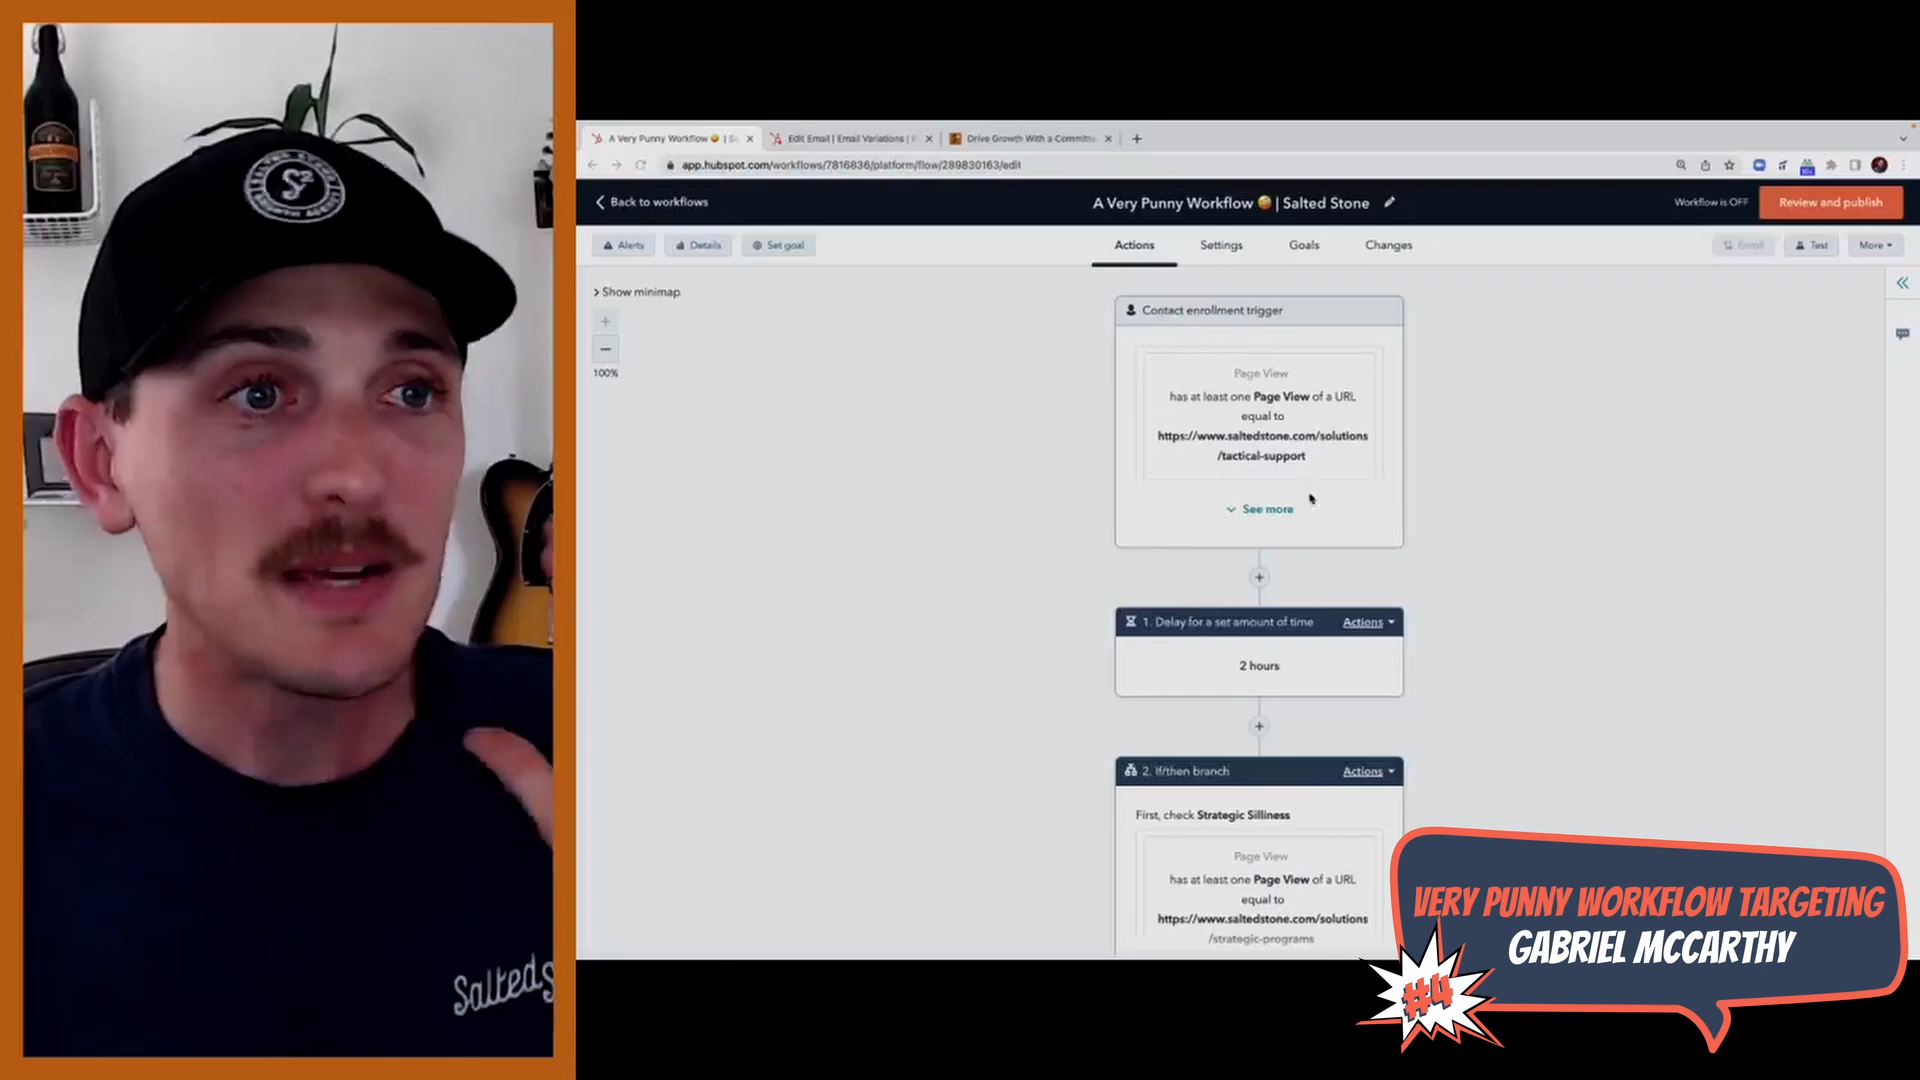 S²
SaltedS
A Very Punny Workflow 🤪 | Sa
Edit Email | Email Variations | P
Drive Growth With a Committe
app.hubspot.com/workflows/7816836/platform/flow/289830163/edit
Back to workflows
A Very Punny Workflow 🤪 | Salted Stone
Workflow is OFF
Review and publish
Alerts
Details
Set goal
Actions
Settings
Goals
Changes
Enroll
Test
More
Show minimap
100%
Contact enrollment trigger
Page View
has at least one Page View of a URL
equal to
https://www.saltedstone.com/solutions
/tactical-support
See more
1. Delay for a set amount of time
Actions
2 hours
2. If/then branch
Actions
First, check Strategic Silliness
Page View
has at least one Page View of a URL
equal to
https://www.saltedstone.com/solutions
/strategic-programs
VERY PUNNY WORKFLOW TARGETING
GABRIEL MCCARTHY
#4